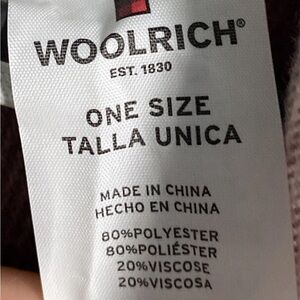 WOOLRICH®
EST. 1830
ONE SIZE
TALLA UNICA
MADE IN CHINA
HECHO EN CHINA
80%POLYESTER
80%POLIÉSTER
20%VISCOSE
20%VISCOSA